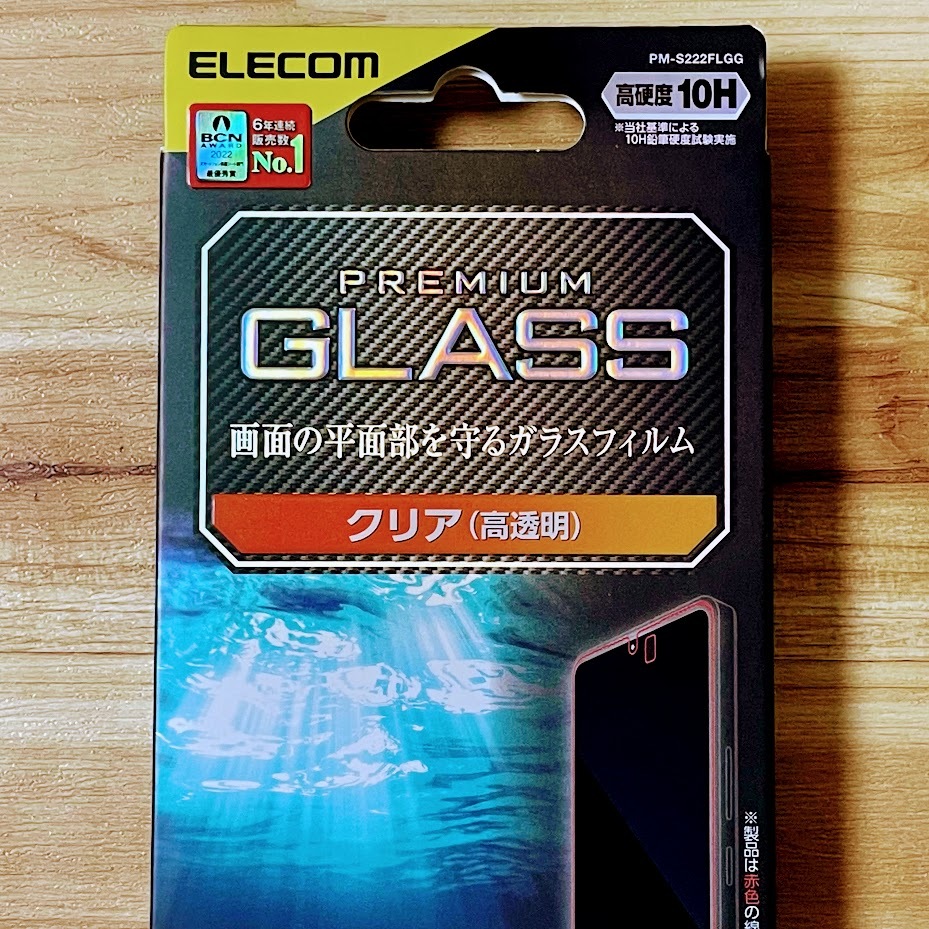 ELECOM
PM-S222FLGG
高硬度10H
※当社基準による
10H鉛筆硬度試験実施
BCN
AWARD
2022
最優秀賞
6年連続
販売数
No.1
PREMIUM
GLASS
画面の平面部を守るガラスフィルム
クリア(高透明)
※製品は赤色の線